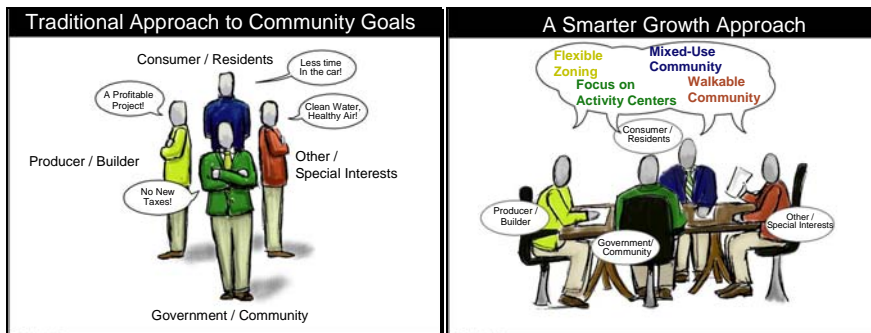 Traditional Approach to Community Goals
Consumer / Residents
Less time
In the car!
A Profitable
Project!
Clean Water,
Healthy Air!
Producer / Builder
Other /
Special Interests
No New
Taxes!
Government / Community
A Smarter Growth Approach
Flexible
Zoning
Mixed-Use
Community
Focus on
Activity Centers
Walkable
Community
Consumer /
Residents
Producer /
Builder
Other /
Special Interests
Government/
Community